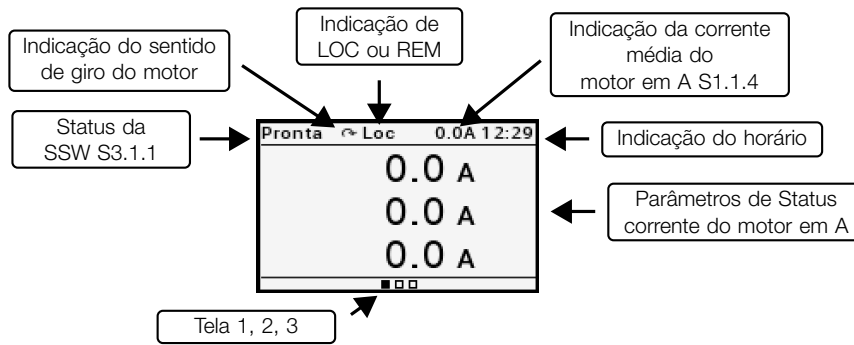 Indicação do sentido
de giro do motor
Indicação de
LOC ou REM
Indicação da corrente
média do
motor em A S1.1.4
Status da
SSW S3.1.1
Pronta Loc 0.0A 12:29
0.0 A
0.0 A
0.0 A
Indicação do horário
Parâmetros de Status
corrente do motor em A
Tela 1, 2, 3